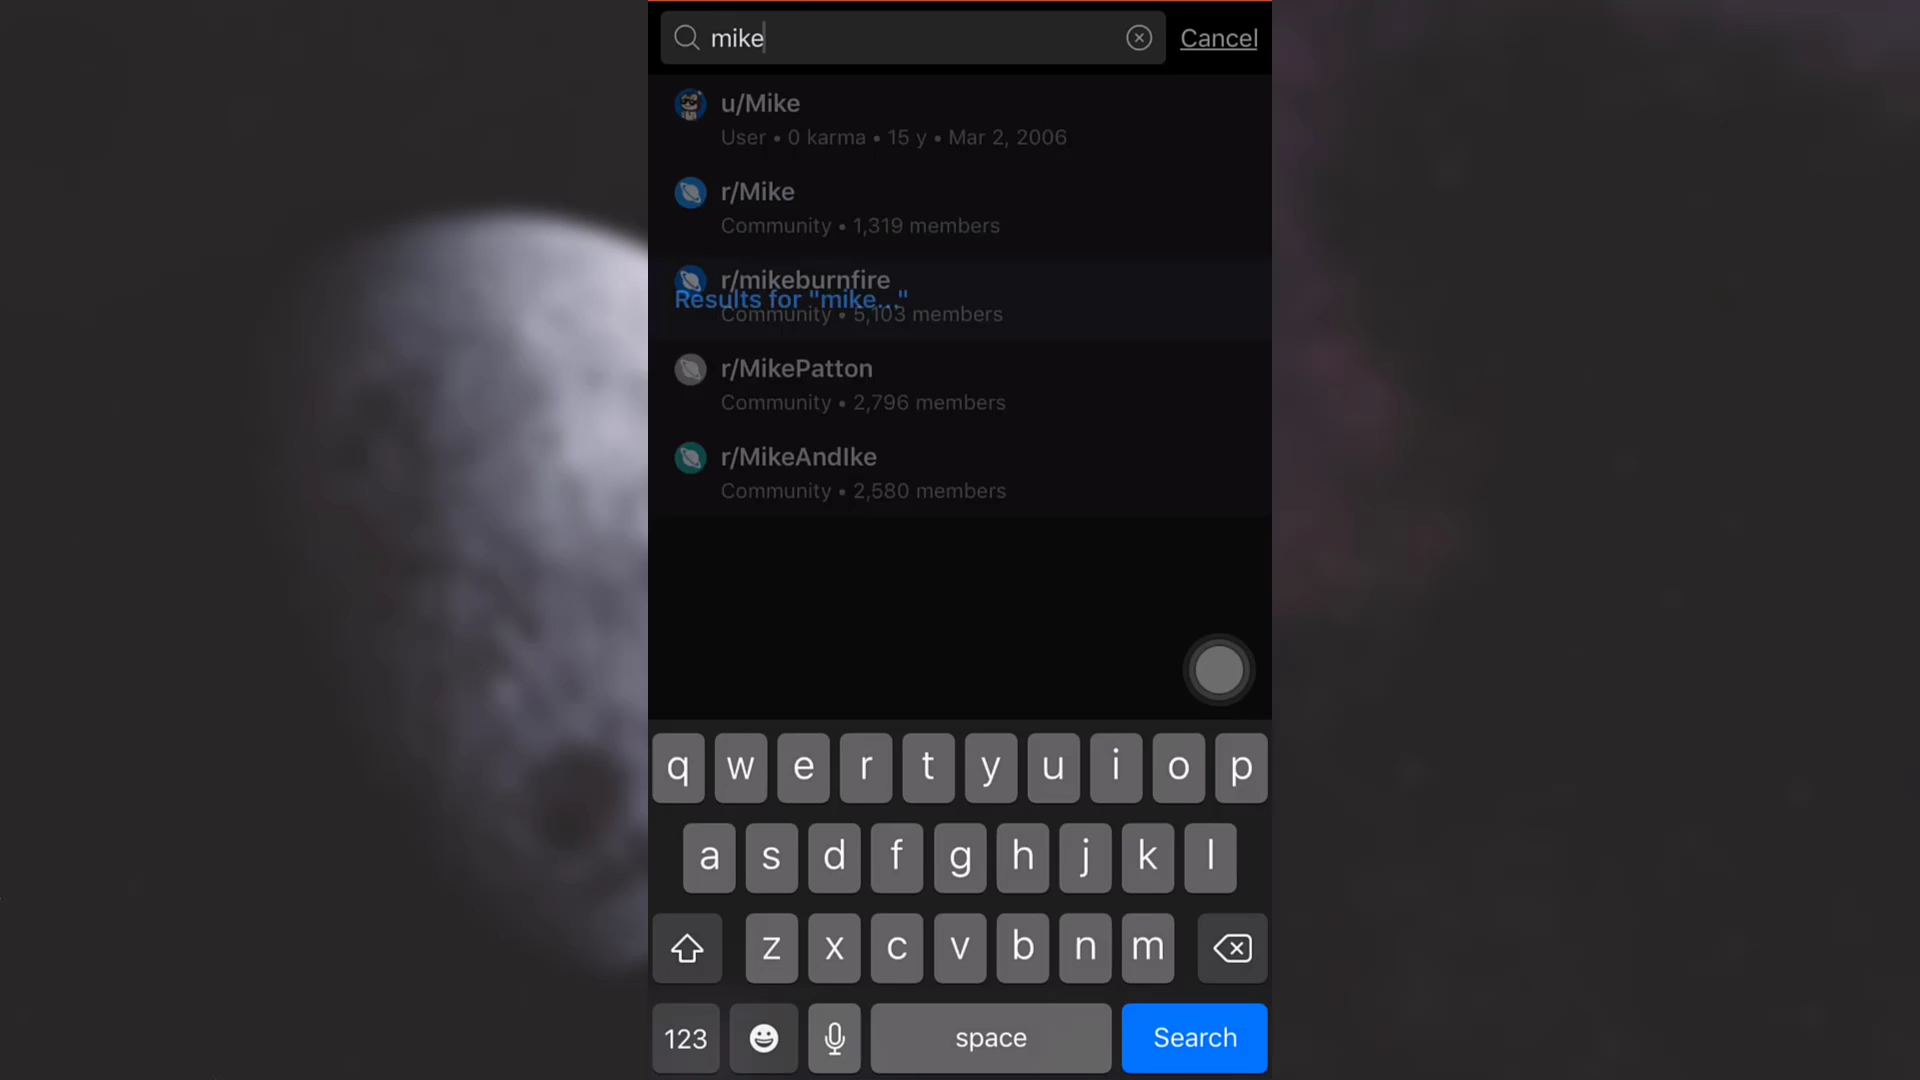 mike
Cancel
u/Mike
User • 0 karma • 15 y • Mar 2, 2006
r/Mike
Community • 1,319 members
r/mikeburnfire
Results for "mike..."
Community • 5,103 members
r/MikePatton
Community • 2,796 members
r/MikeAndIke
Community • 2,580 members
q w e r t y u i o p
a s d f g h j k l
z x c v b n m
123 space Search